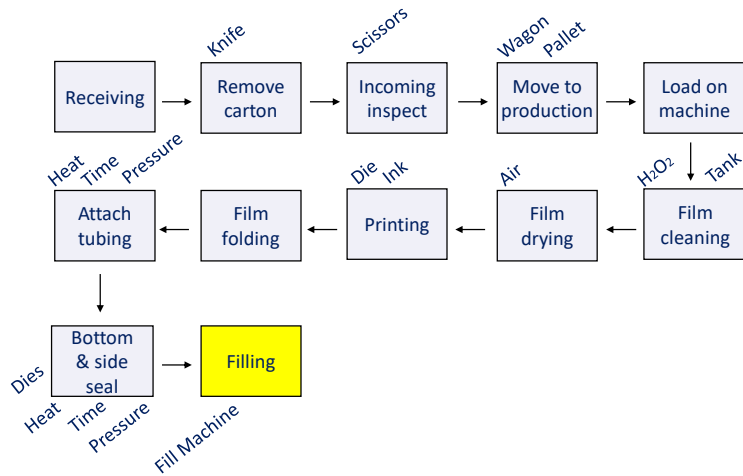 Knife
Scissors
Wagon
Pallet
Receiving
Remove
carton
Incoming
inspect
Move to
production
Load on
machine
Heat
Time
Pressure
Die
Ink
Air
H₂O₂
Tank
Attach
tubing
Film
folding
Printing
Film
drying
Film
cleaning
Bottom
& side
seal
Filling
Dies
Heat
Time
Pressure
Fill Machine